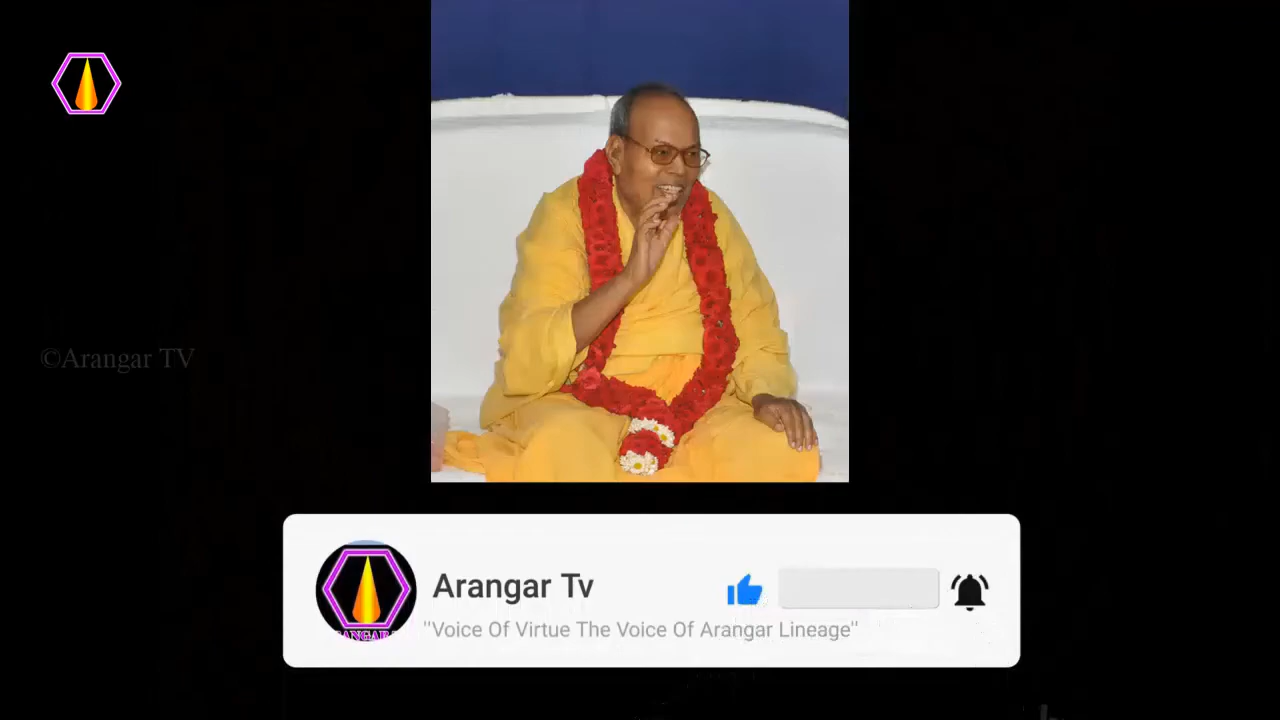 ©Arangar TV
Arangar Tv
"Voice Of Virtue The Voice Of Arangar Lineage"